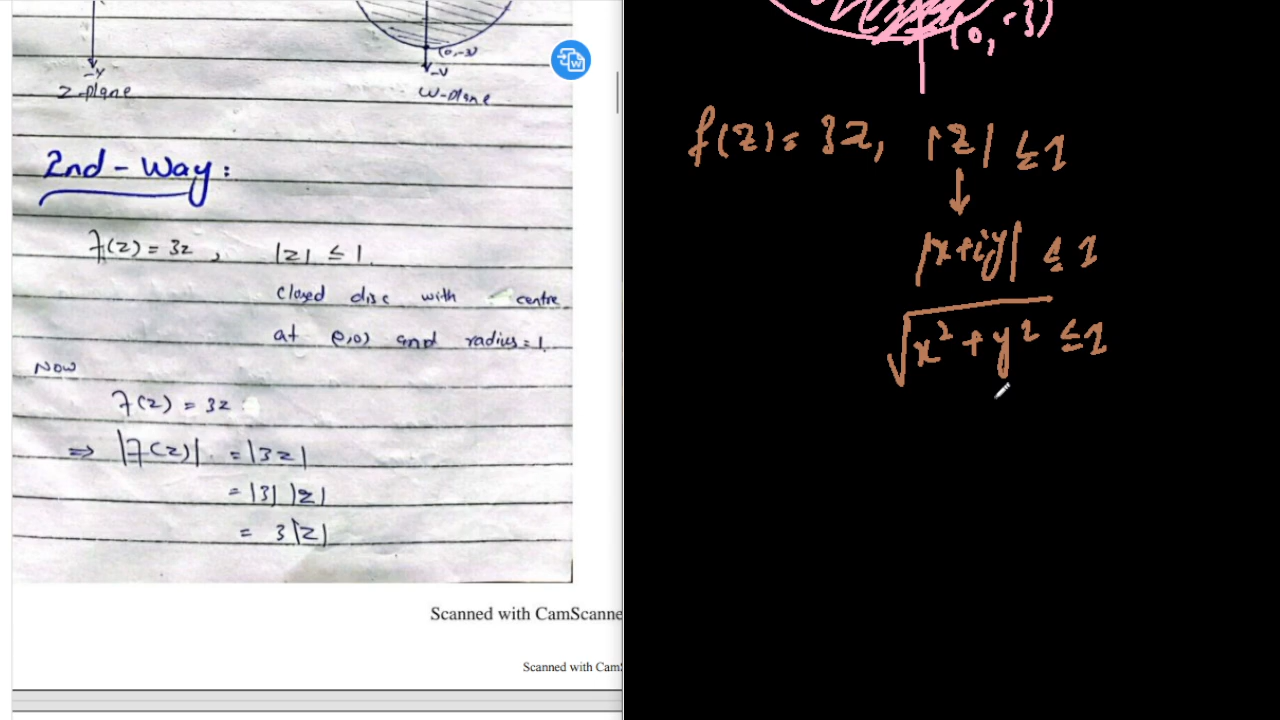 (0,-3)
-Y
-V
Z-plane
W-plane
2nd-Way:
f(z) = 3z , |z| ≤ 1.
Closed disc with centre
at (0,0) and radius=1.
Now
f(z) = 3z
⇒ |f(z)| = |3z|
= |3| |z|
= 3|z|
Scanned with CamScanne
Scanned with Cam
(0,-3)
f(z) = 3z, |z| ≤ 1
↓
|x+iy| ≤ 1
√x²+y² ≤ 1